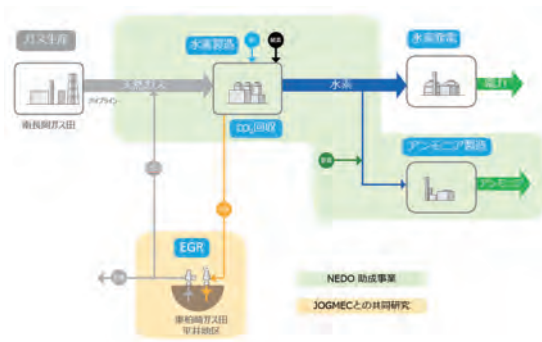 ガス生産
水素製造
水素発電
天然ガス
水素
電力
パイプライン
南長岡ガス田
CO₂回収
アンモニア製造
アンモニア
EGR
東柏崎ガス田
平井地区
NEDO 助成事業
JOGMECとの共同研究